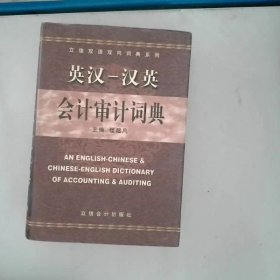 立信双语双向词典系列
英汉-汉英
会计审计词典
主编
AN ENGLISH-CHINESE &
CHINESE-ENGLISH DICTIONARY
OF ACCOUNTING & AUDITING
立信会计出版社